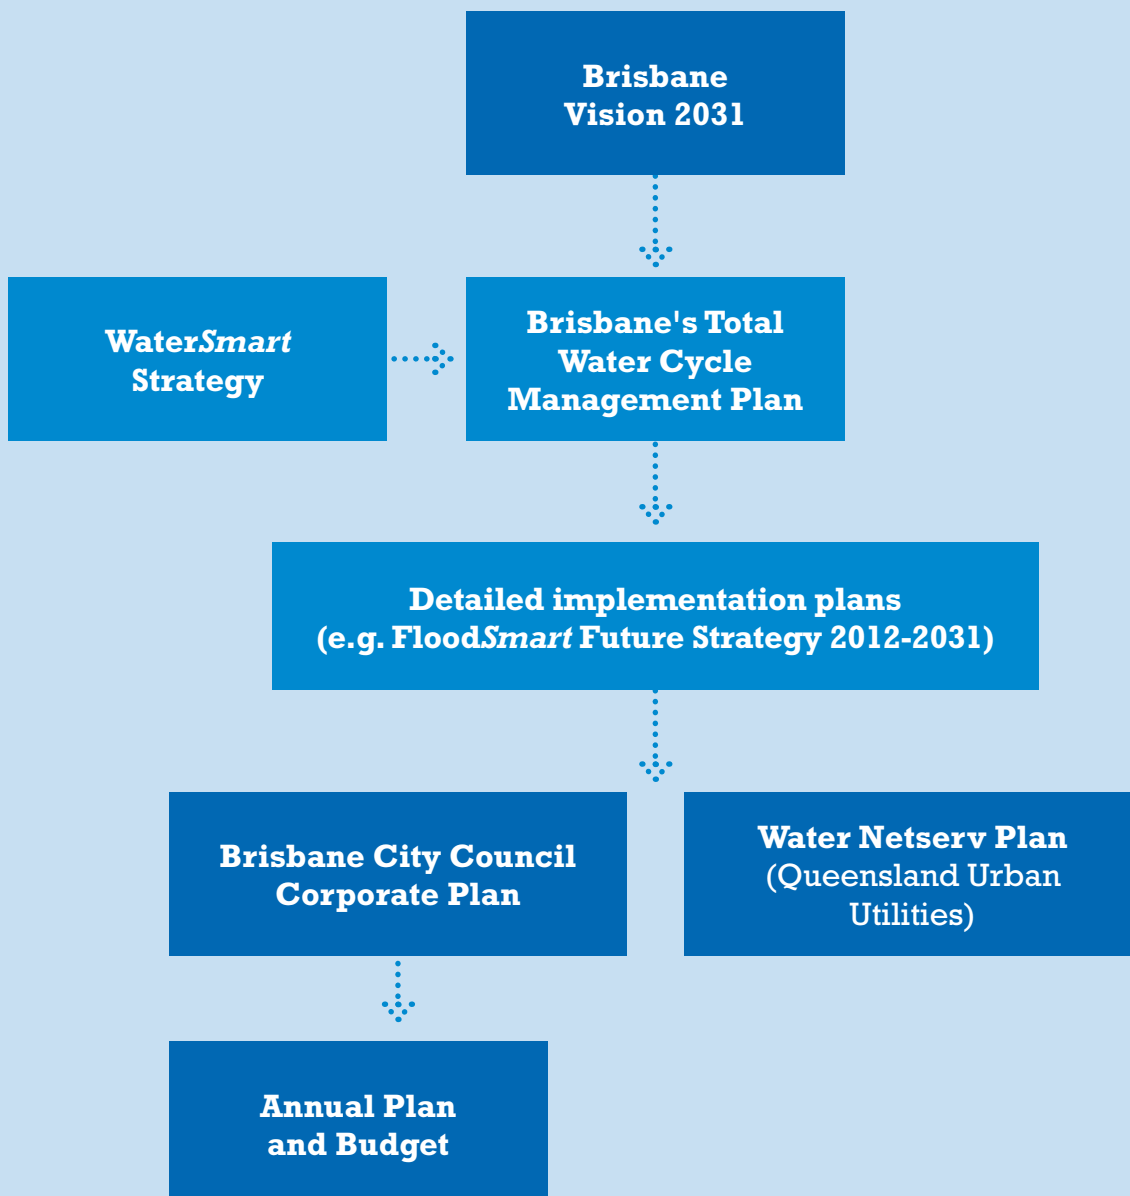 Brisbane
Vision 2031
WaterSmart
Strategy
Brisbane's Total
Water Cycle
Management Plan
Detailed implementation plans
(e.g. FloodSmart Future Strategy 2012-2031)
Brisbane City Council
Corporate Plan
Water Netserv Plan
(Queensland Urban
Utilities)
Annual Plan
and Budget